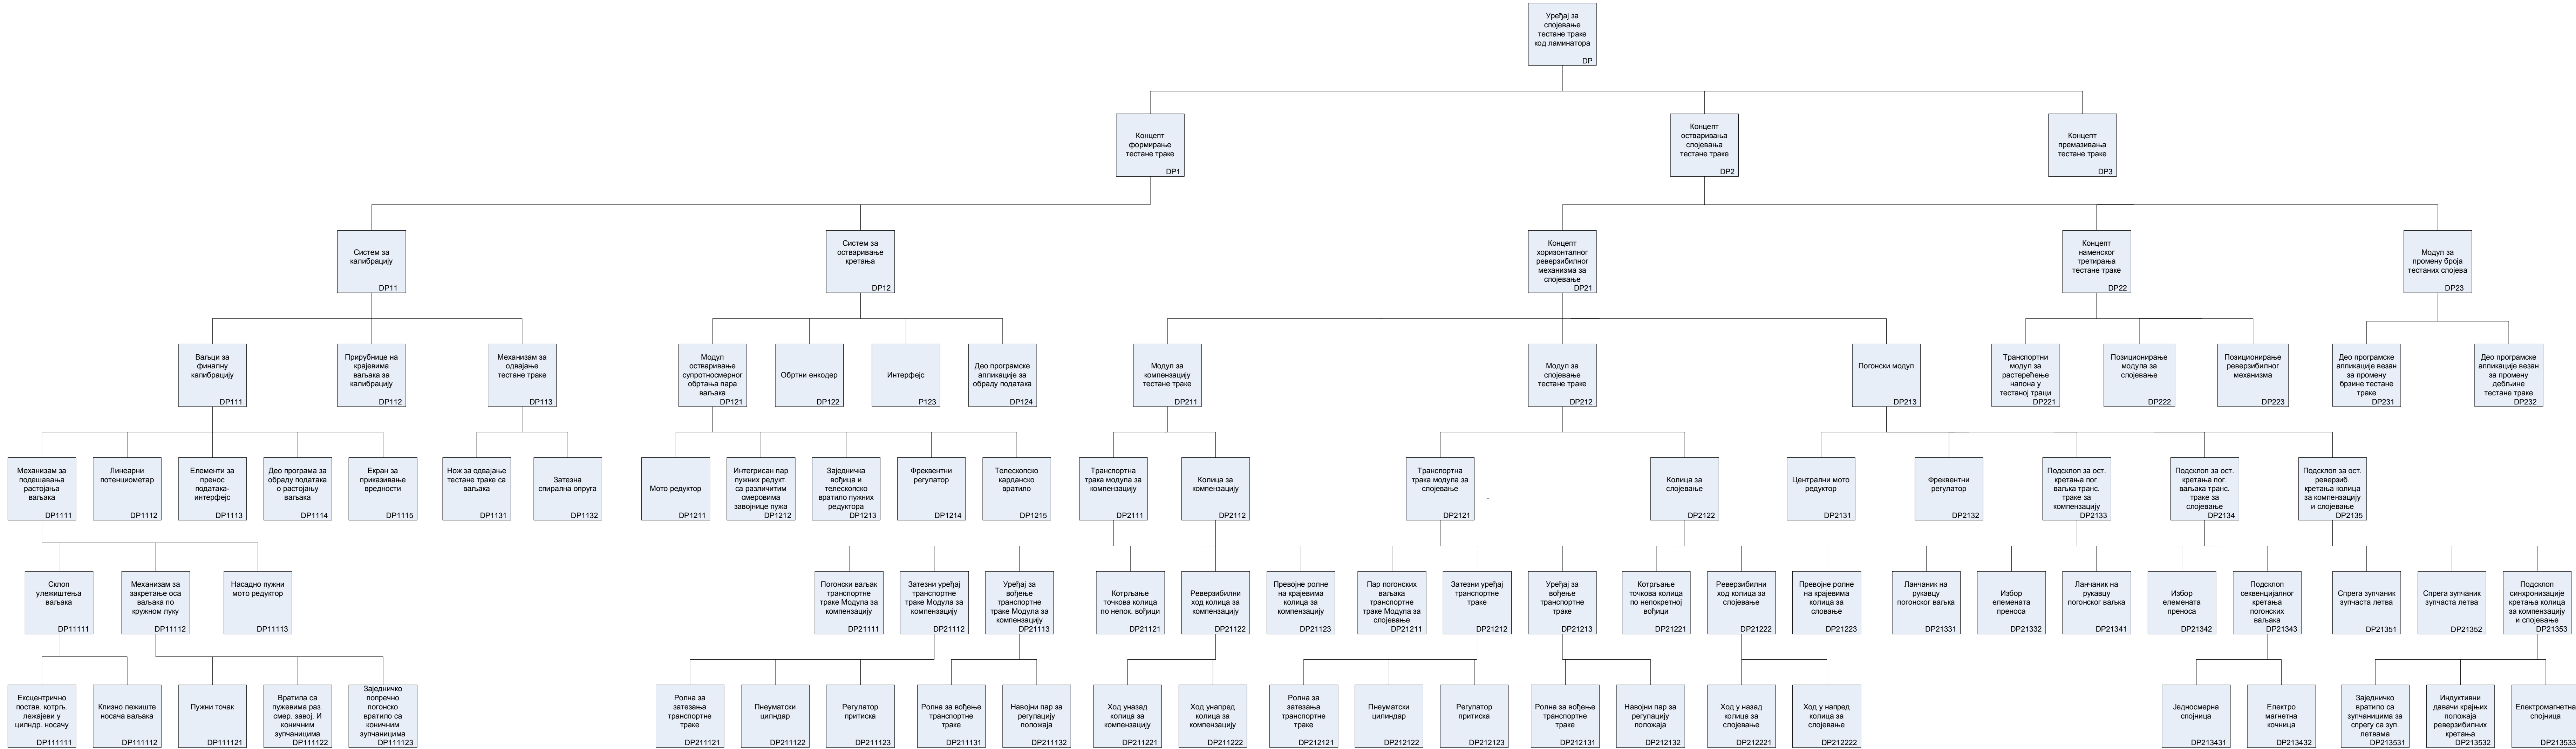 Уређај за
слојевање
тестане траке
код ламинатора
DP
Концепт
формирање
тестане траке
DP1
Концепт
остваривања
слојевања
тестане траке
DP2
Концепт
премазивања
тестане траке
DP3
Систем за
калибрацију
DP11
Систем за
остваривање
кретања
DP12
Концепт
хоризонталног
реверзибилног
механизма за
слојевање
DP21
Концепт
наменског
третирања
тестане траке
DP22
Модул за
промену броја
тестаних слојева
DP23
Ваљци за
финалну
калибрацију
DP111
Прирубнице на
крајевима
ваљака за
калибрацију
DP112
Механизам за
одвајање
тестане траке
DP113
Модул
остваривање
супротносмерног
обртања пара
ваљака
DP121
Обртни енкодер
DP122
Интерфејс
P123
Део програмске
апликације за
обраду података
DP124
Модул за
компензацију
тестане траке
DP211
Модул за
слојевање
тестане траке
DP212
Погонски модул
DP213
Транспортни
модул за
растерећење
напона у
тестаној траци
DP221
Позиционирање
модула за
слојевање
DP222
Позиционирање
реверзибилног
механизма
DP223
Део програмске
апликације везан
за промену
брзине тестане
траке
DP231
Део програмске
апликације везан
за промену
дебљине
тестане траке
DP232
Механизам за
подешавања
растојања
ваљака
DP1111
Линеарни
потенциометар
DP1112
Елементи за
пренос
података-
интерфејс
DP1113
Део програма за
обраду података
о растојању
ваљака
DP1114
Екран за
приказивање
вредности
DP1115
Нож за одвајање
тестане траке са
ваљака
DP1131
Затезна
спирална опруга
DP1132
Мото редуктор
DP1211
Интегрисан пар
пужних редукт.
са различитим
смеровима
завојнице пужа
DP1212
Заједничка
вођица и
телескопско
вратило пужних
редуктора
DP1213
Фреквентни
регулатор
DP1214
Телескопско
карданско
вратило
DP1215
Транспортна
трака модула за
компензацију
DP2111
Колица за
компензацију
DP2112
Транспортна
трака модула за
слојевање
DP2121
Колица за
слојевање
DP2122
Централни мото
редуктор
DP2131
Фреквентни
регулатор
DP2132
Подсклоп за ост.
кретања пог.
ваљка транс.
траке за
компензацију
DP2133
Подсклоп за ост.
кретања пог.
ваљка транс.
траке за
слојевање
DP2134
Подсклоп за ост.
реверзиб.
кретања колица
за компензацију
и слојевање
DP2135
Склоп
улежиштења
ваљака
DP11111
Механизам за
закретање оса
ваљака по
кружном луку
DP11112
Насадно пужни
мото редуктор
DP11113
Погонски ваљак
транспортне
траке Модула за
компензацију
DP21111
Затезни уређај
транспортне
траке Модула за
компензацију
DP21112
Уређај за
вођење
транспортне
траке Модула за
компензацију
DP21113
Котрљање
точкова колица
по непок. вођици
DP21121
Реверзибилни
ход колица за
компензацију
DP21122
Превојне ролне
на крајевима
колица за
компензацију
DP21123
Пар погонских
ваљака
транспортне
траке Модула за
слојевање
DP21211
Затезни уређај
транспортне
траке
DP21212
Уређај за
вођење
транспортне
траке
DP21213
Котрљање
точкова колица
по непокретној
вођици
DP21221
Реверзибилни
ход колица за
слојевање
DP21222
Превојне ролне
на крајевима
колица за
словање
DP21223
Ланчаник на
рукавцу
погонског ваљка
DP21331
Избор
елемената
преноса
DP21332
Ланчаник на
рукавцу
погонског ваљка
DP21341
Избор
елемената
преноса
DP21342
Подсклоп
секвенцијалног
кретања
погонских
ваљака
DP21343
Спрега зупчаник
зупчаста летва
DP21351
Спрега зупчаник
зупчаста летва
DP21352
Подсклоп
синхронизације
кретања колица
за компензацију
и слојевање
DP21353
Ексцентрично
постав. котрљ.
лежајеви у
цилндр. носачу
DP111111
Клизно лежиште
носача ваљака
DP111112
Пужни точак
DP111121
Вратила са
пужевима раз.
смер. завој. И
коничним
зупчаницима
DP111122
Заједничко
попречно
погонско
вратило са
коничним
зупчаницима
DP111123
Ролна за
затезања
транспортне
траке
DP211121
Пнеуматски
цилндар
DP211122
Регулатор
притиска
DP211123
Ролна за вођење
транспортне
траке
DP211131
Навојни пар за
регулацију
положаја
DP211132
Ход уназад
колица за
компензацију
DP211221
Ход унапред
колица за
компензацију
DP211222
Ролна за
затезања
транспортне
траке
DP212121
Пнеуматски
цилиндар
DP212122
Регулатор
притиска
DP212123
Ролна за вођење
транспортне
траке
DP212131
Навојни пар за
регулацију
положаја
DP212132
Ход у назад
колица за
слојевање
DP212221
Ход у напред
колица за
слојевање
DP212222
Једносмерна
спојница
DP213431
Електро
магнетна
кочница
DP213432
Заједничко
вратило са
зупчаницима за
спрегу са зуп.
летвама
DP213531
Индуктивни
давачи крајњих
положаја
реверзибилних
кретања
DP213532
Електромагнетна
спојница
DP213533